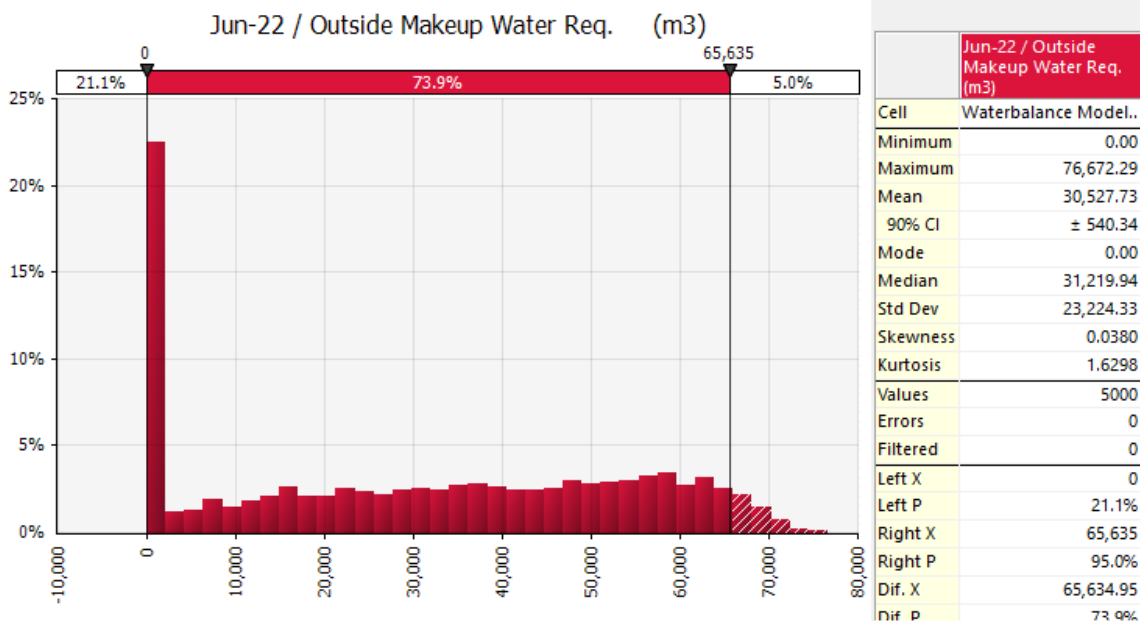 Jun-22 / Outside Makeup Water Req. (m3)
0 65,635
21.1% 73.9% 5.0%
25%
20%
15%
10%
5%
0%
-10,000 0 10,000 20,000 30,000 40,000 50,000 60,000 70,000 80,000
Jun-22 / Outside
Makeup Water Req.
(m3)
Cell Waterbalance Model..
Minimum 0.00
Maximum 76,672.29
Mean 30,527.73
90% CI ± 540.34
Mode 0.00
Median 31,219.94
Std Dev 23,224.33
Skewness 0.0380
Kurtosis 1.6298
Values 5000
Errors 0
Filtered 0
Left X 0
Left P 21.1%
Right X 65,635
Right P 95.0%
Dif. X 65,634.95
Dif. P 73.9%